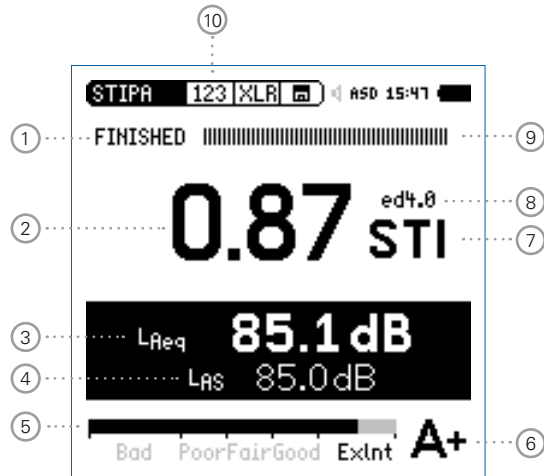 10
STIPA 123 XLR ASD 15:47
1 FINISHED 9
2 0.87 ed4.0 8
STI 7
3 LAeq 85.1 dB
4 LAS 85.0 dB
5 Bad Poor Fair Good Exlnt A+ 6